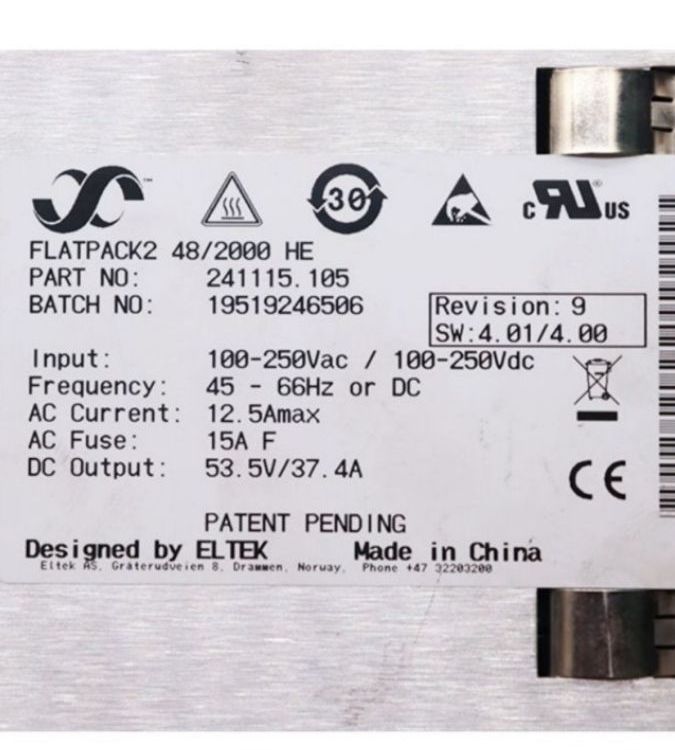 ™
30
c RU ® US
FLATPACK2 48/2000 HE
PART NO: 241115.105
BATCH NO: 19519246506
Revision: 9
SW:4.01/4.00
Input: 100-250Vac / 100-250Vdc
Frequency: 45 - 66Hz or DC
AC Current: 12.5Amax
AC Fuse: 15A F
DC Output: 53.5V/37.4A
CE
PATENT PENDING
Designed by ELTEK Made in China
Eltek AS, Gråterudveien 8, Drammen, Norway, Phone +47 32203200